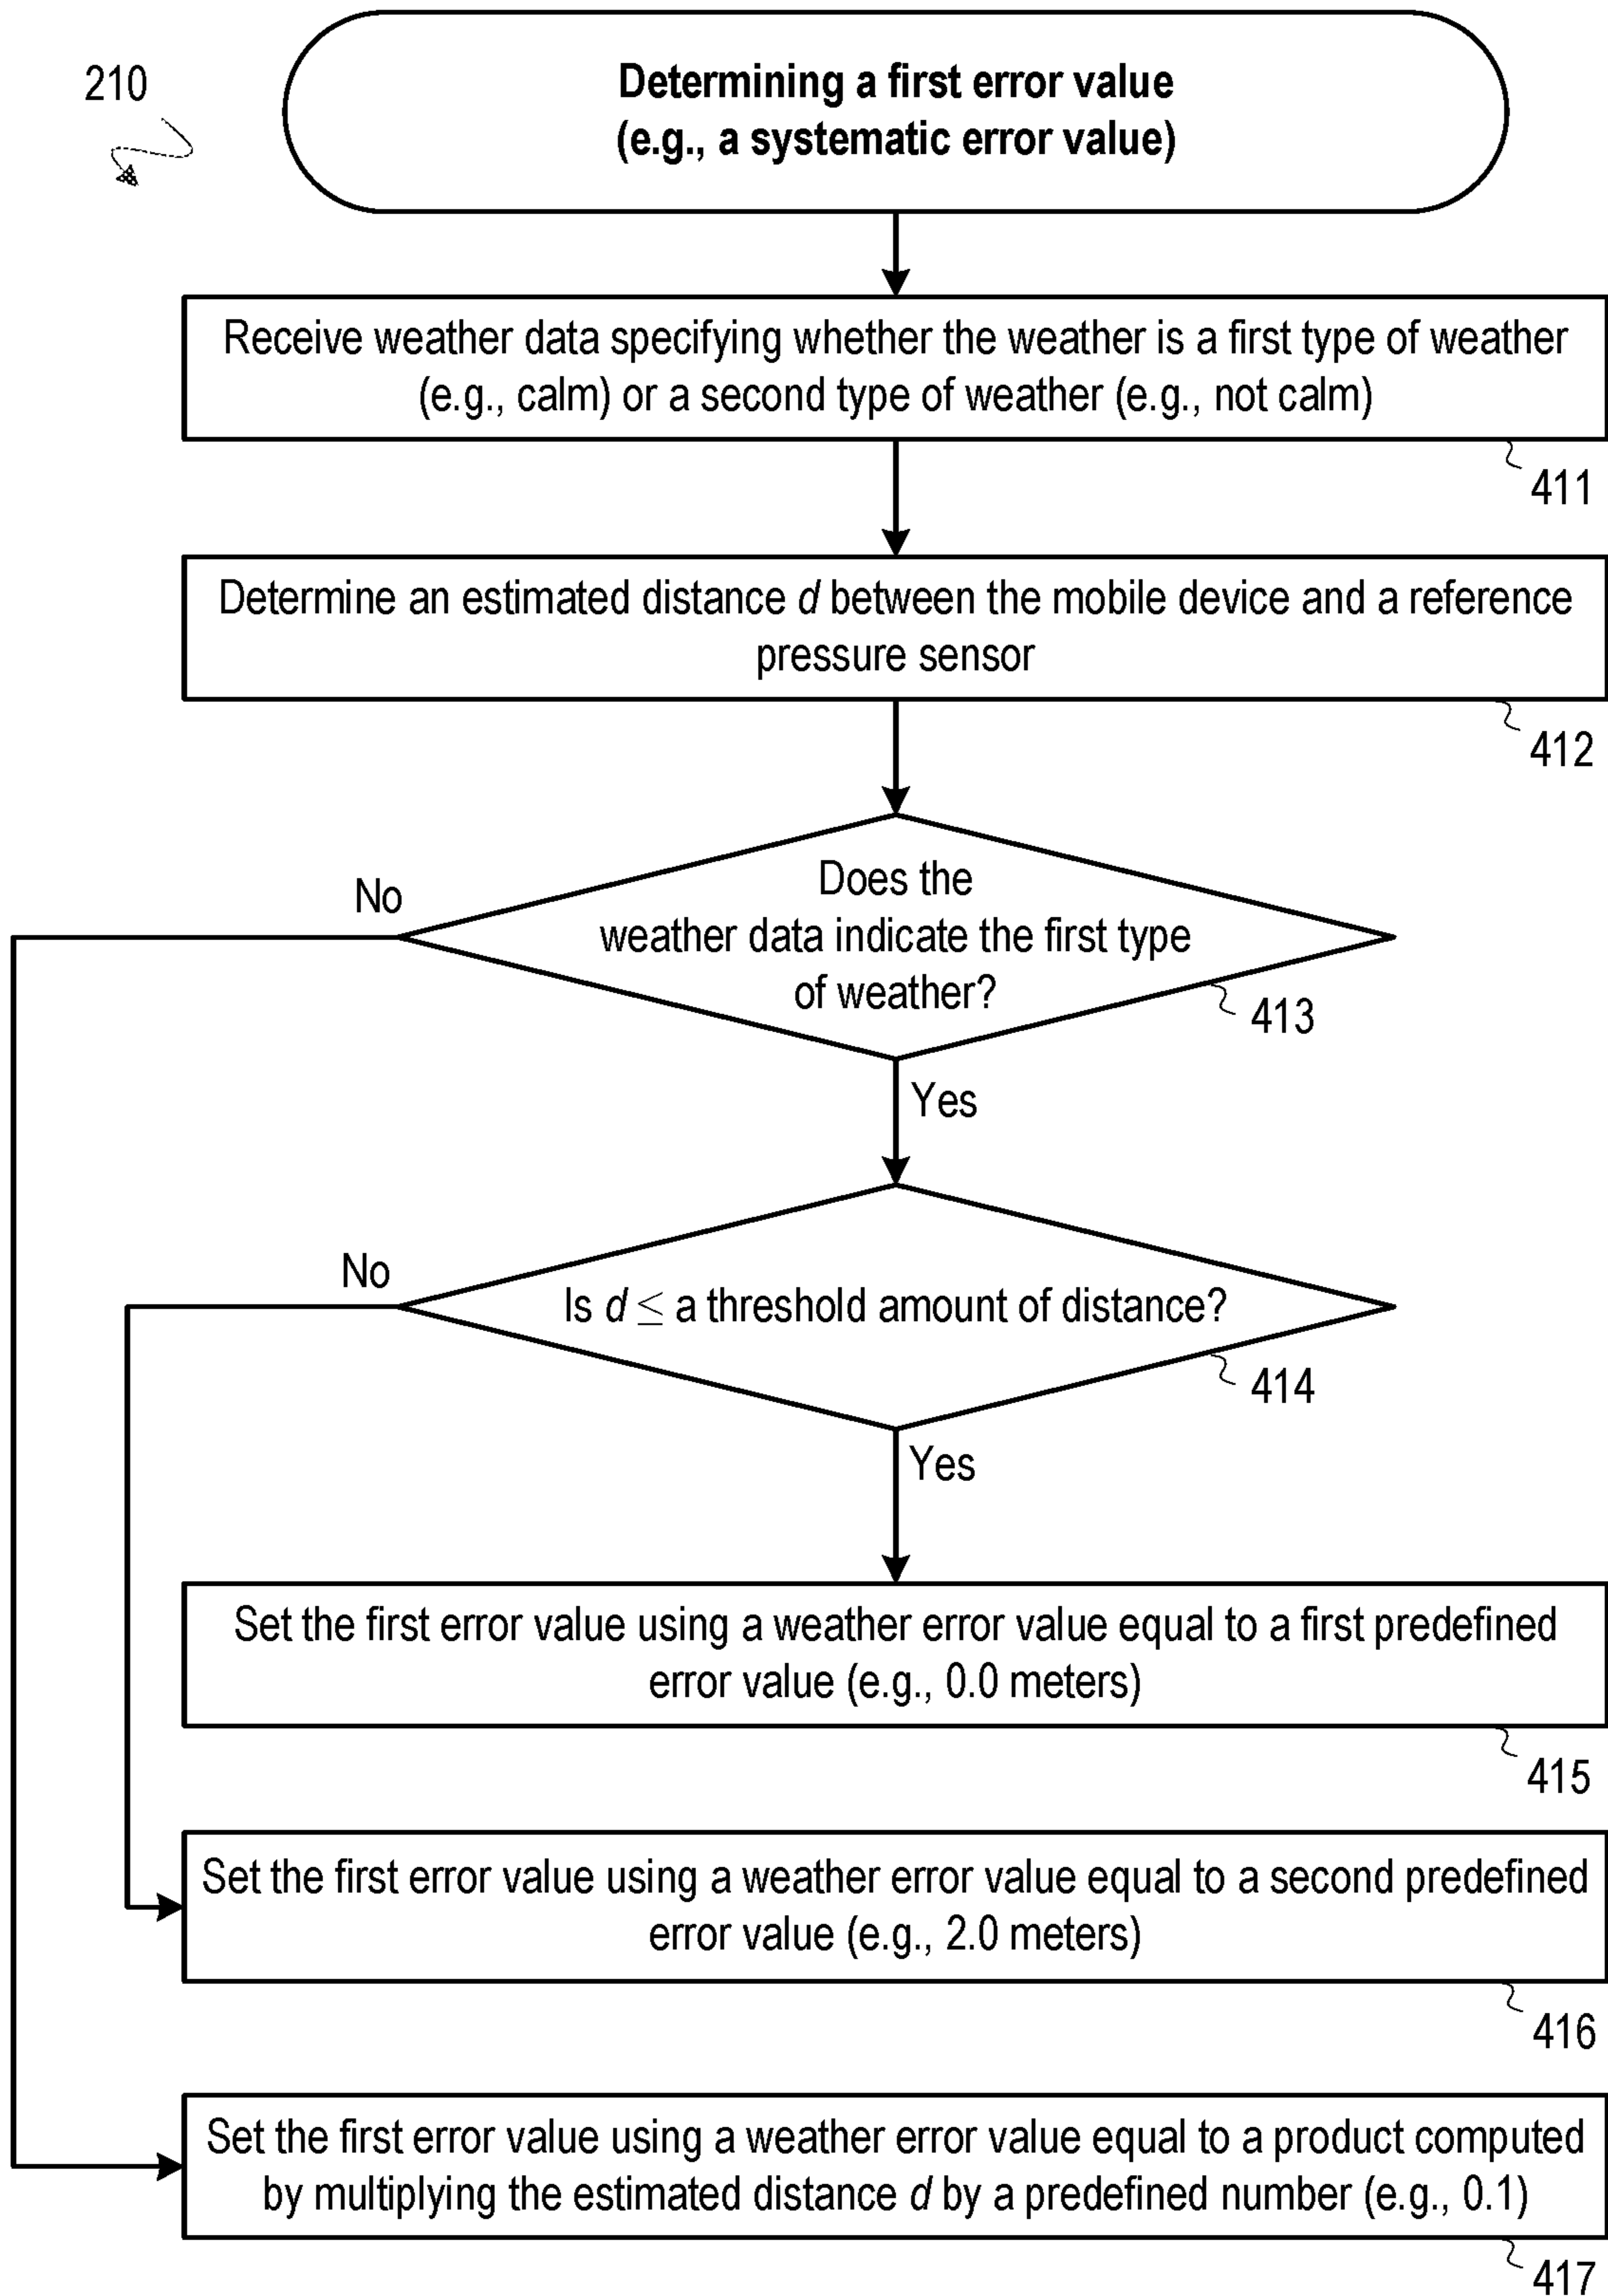 210
Determining a first error value
(e.g., a systematic error value)
Receive weather data specifying whether the weather is a first type of weather
(e.g., calm) or a second type of weather (e.g., not calm)
411
Determine an estimated distance d between the mobile device and a reference
pressure sensor
412
Does the
weather data indicate the first type
of weather?
No
413
Yes
Is d ≤ a threshold amount of distance?
No
414
Yes
Set the first error value using a weather error value equal to a first predefined
error value (e.g., 0.0 meters)
415
Set the first error value using a weather error value equal to a second predefined
error value (e.g., 2.0 meters)
416
Set the first error value using a weather error value equal to a product computed
by multiplying the estimated distance d by a predefined number (e.g., 0.1)
417